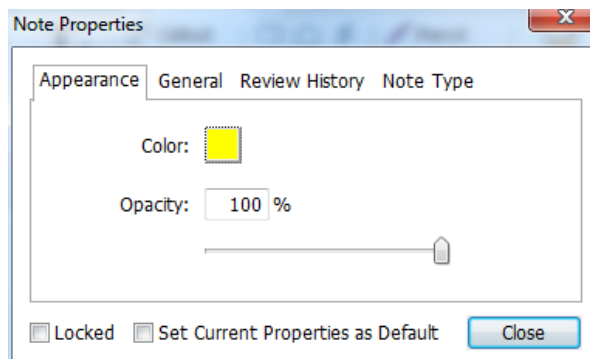 Note Properties
Appearance General Review History Note Type
Color:
Opacity: 100 %
Locked Set Current Properties as Default Close